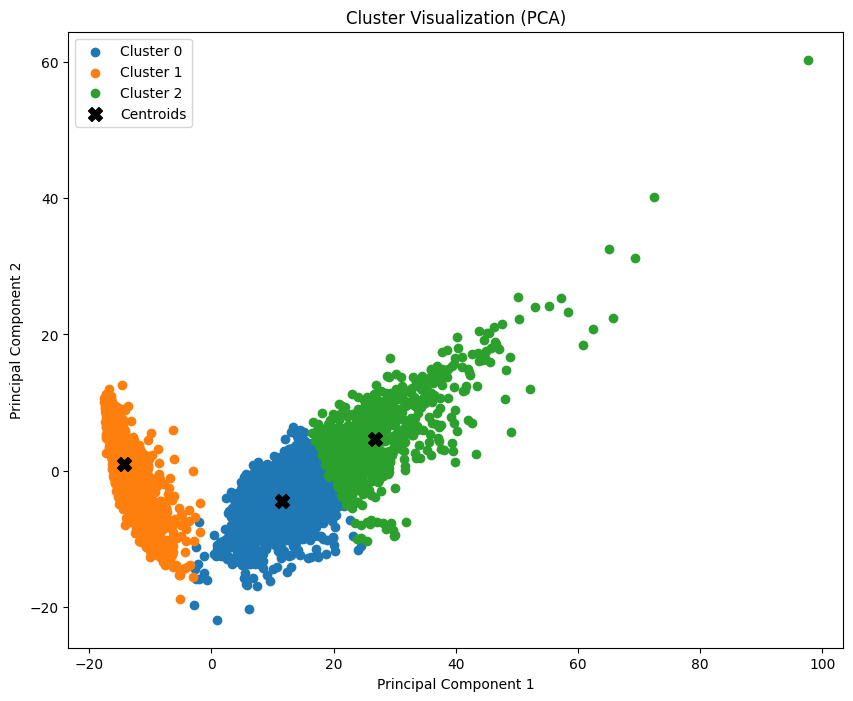 Cluster Visualization (PCA)
Cluster 0
Cluster 1
Cluster 2
Centroids
60
40
20
0
−20
Principal Component 2
−20
0
20
40
60
80
100
Principal Component 1